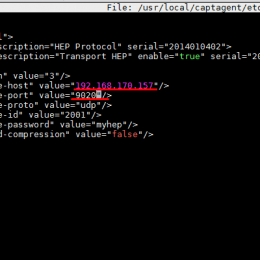 File: /usr/local/captagent/etc
l">
scription="HEP Protocol" serial="2014010402">
escription="Transport HEP" enable="true" serial="20
n" value="3"/>
e-host" value="192.168.170.157"/>
e-port" value="9020"/>
e-proto" value="udp"/>
e-id" value="2001"/>
e-password" value="myhep"/>
d-compression" value="false"/>